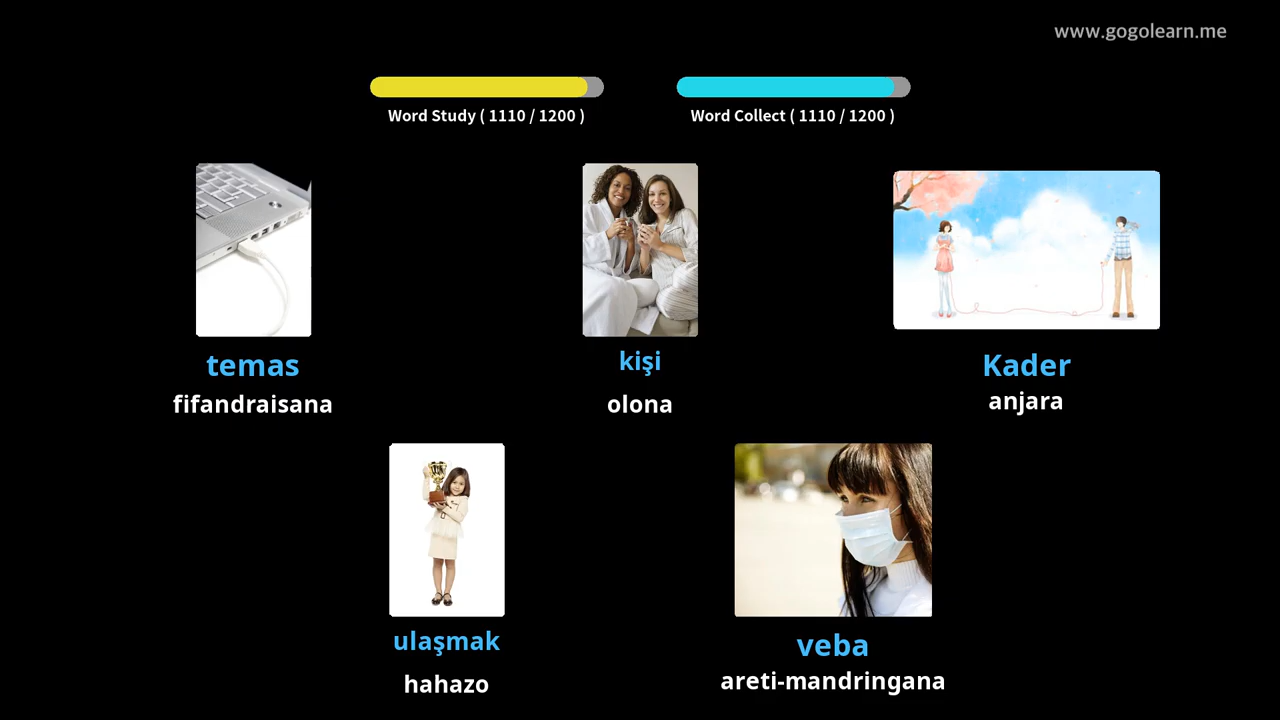 www.gogolearn.me
Word Study ( 1110 / 1200 )
Word Collect ( 1110 / 1200 )
temas
fifandraisana
kişi
olona
Kader
anjara
ulaşmak
hahazo
veba
areti-mandringana